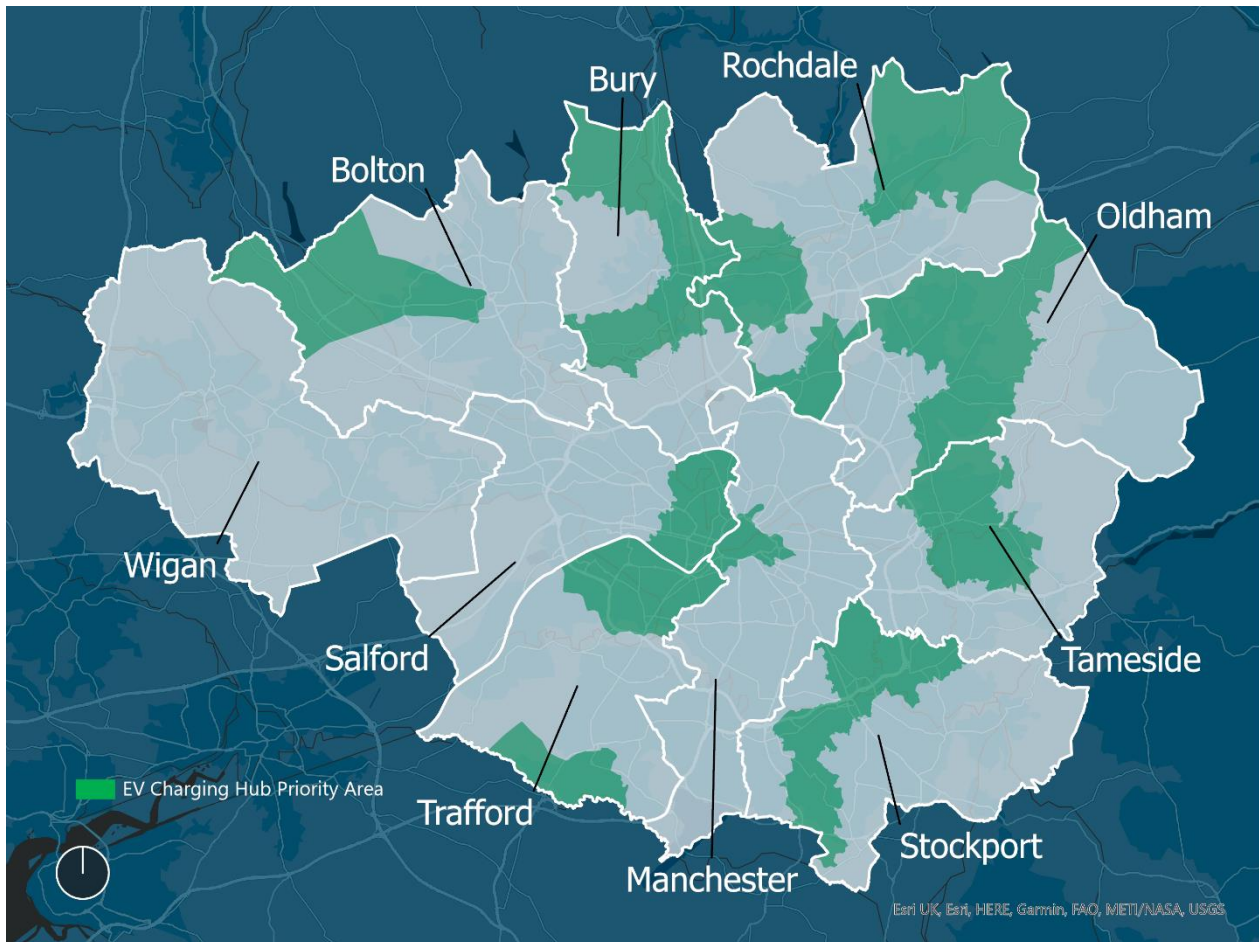 Rochdale
Bury
Bolton
Oldham
Wigan
Salford
Tameside
EV Charging Hub Priority Area
Trafford
Stockport
Manchester
Esri UK, Esri, HERE, Garmin, FAO, METI/NASA, USGS